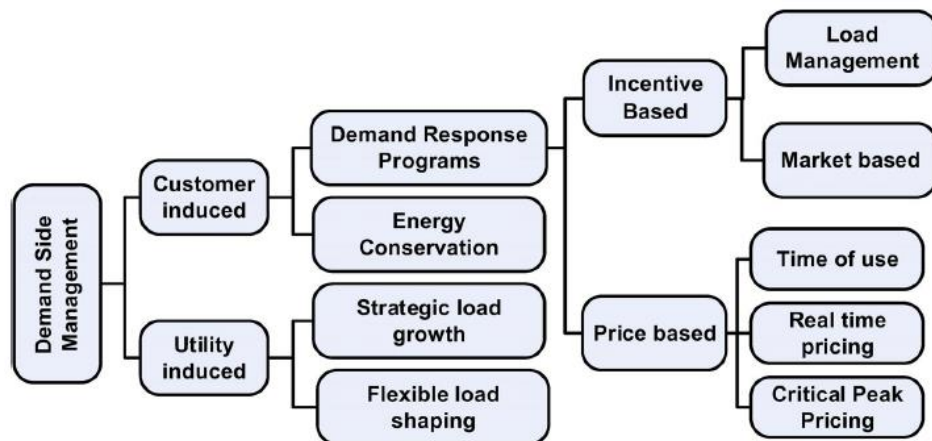 Demand Side
Management
Customer
induced
Utility
induced
Demand Response
Programs
Energy
Conservation
Strategic load
growth
Flexible load
shaping
Incentive
Based
Price based
Load
Management
Market based
Time of use
Real time
pricing
Critical Peak
Pricing